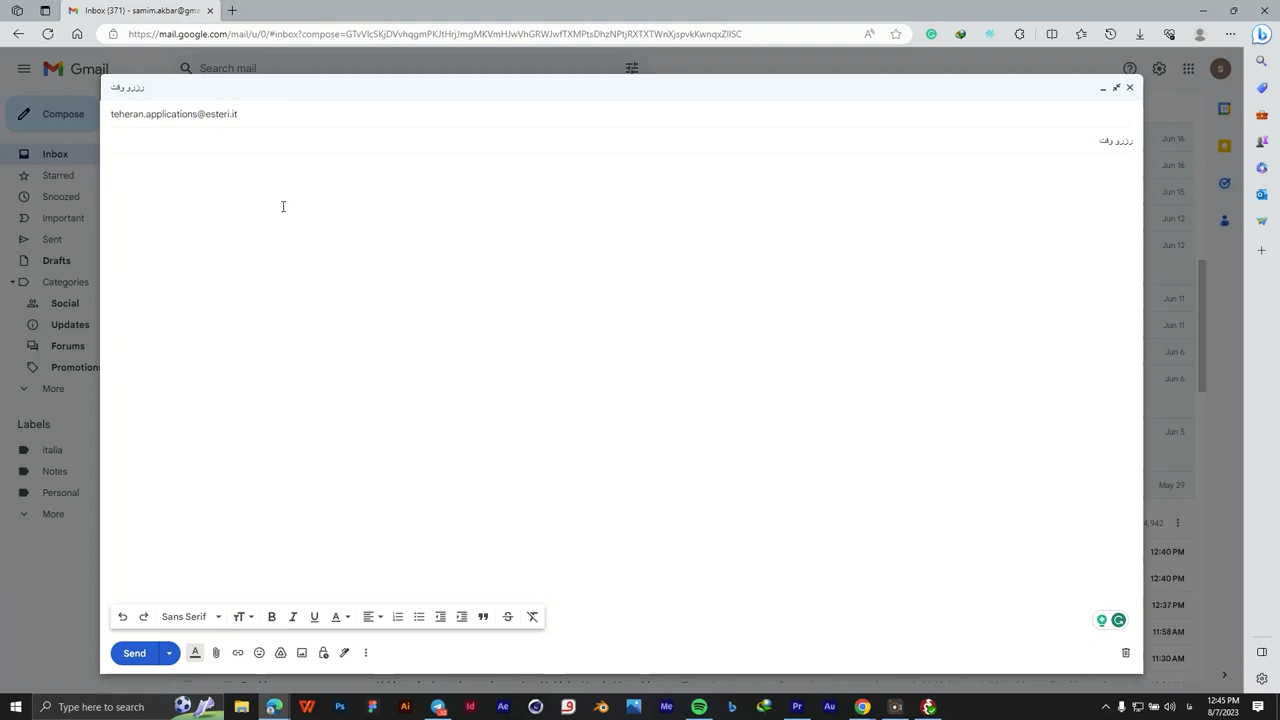 Inbox (371) - samim.akbar@gma
https://mail.google.com/mail/u/0/#inbox?compose=GTvVlcSKjDVvhqgmPKJtHrjJmgMKVmHJwVhGRWJwfTXMPtsDhzNPtjRXTXTWnXjspvkKwnqxZllSC
Gmail
Search mail
S
Compose
Inbox
Starred
Snoozed
Important
Sent
Drafts
Categories
Social
Updates
Forums
Promotions
More
Labels
italia
Notes
Personal
More
رزرو وقت
teheran.applications@esteri.it
رزرو وقت
Jun 16
Jun 16
Jun 15
Jun 12
Jun 12
Jun 11
Jun 11
Jun 6
Jun 6
Jun 5
May 29
4,942
12:40 PM
12:40 PM
12:37 PM
11:58 AM
11:30 AM
Sans Serif
Send
Type here to search
12:45 PM
8/7/2023